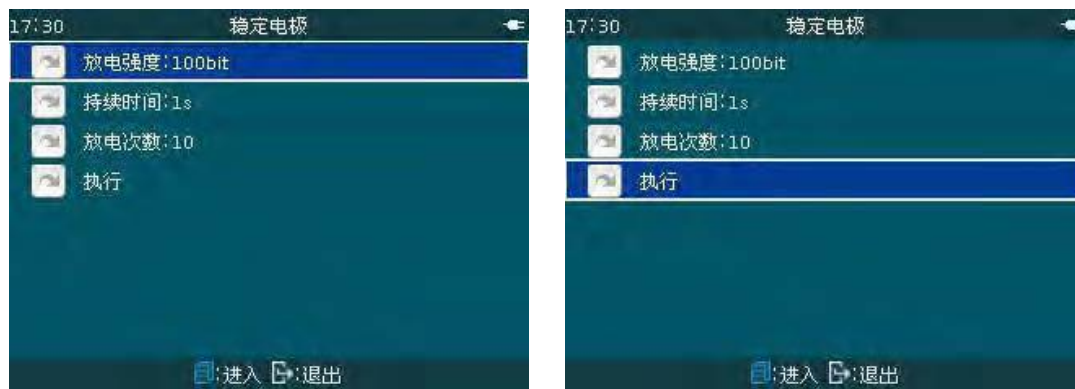 17:30 稳定电极
放电强度:100bit
持续时间:1s
放电次数:10
执行
:进入 :退出
17:30 稳定电极
放电强度:100bit
持续时间:1s
放电次数:10
执行
:进入 :退出